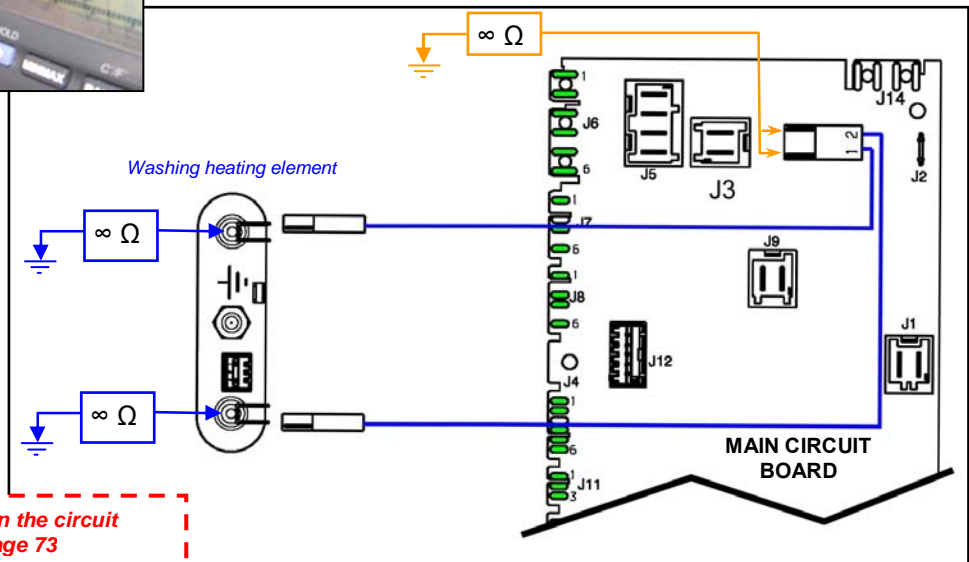 ∞ Ω
1
J14
J6
2
1
6
J5
J3
J2
Washing heating element
1
J7
∞ Ω
6
J9
1
J8
6
J1
J12
J4
1
∞ Ω
6
MAIN CIRCUIT
BOARD
1
J11
3
n the circuit
age 73